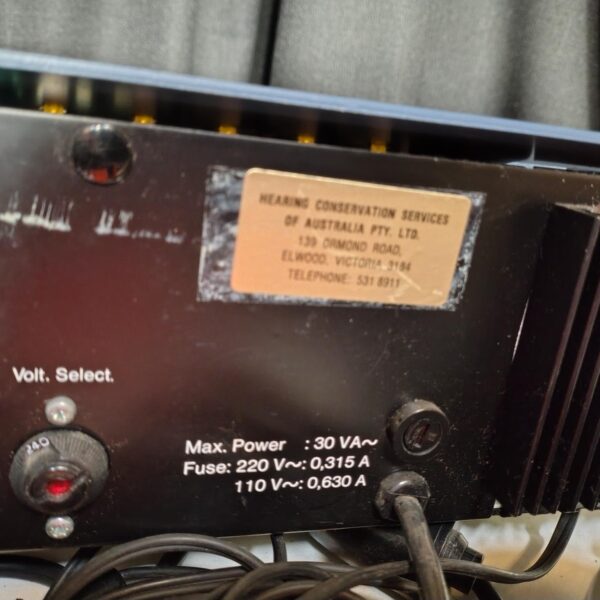 HEARING CONSERVATION SERVICES
OF AUSTRALIA PTY. LTD.
139 ORMOND ROAD,
ELWOOD, VICTORIA 3184
TELEPHONE: 531 8911
Volt. Select.
240
Max. Power : 30 VA~
Fuse: 220 V~: 0,315 A
110 V~: 0,630 A